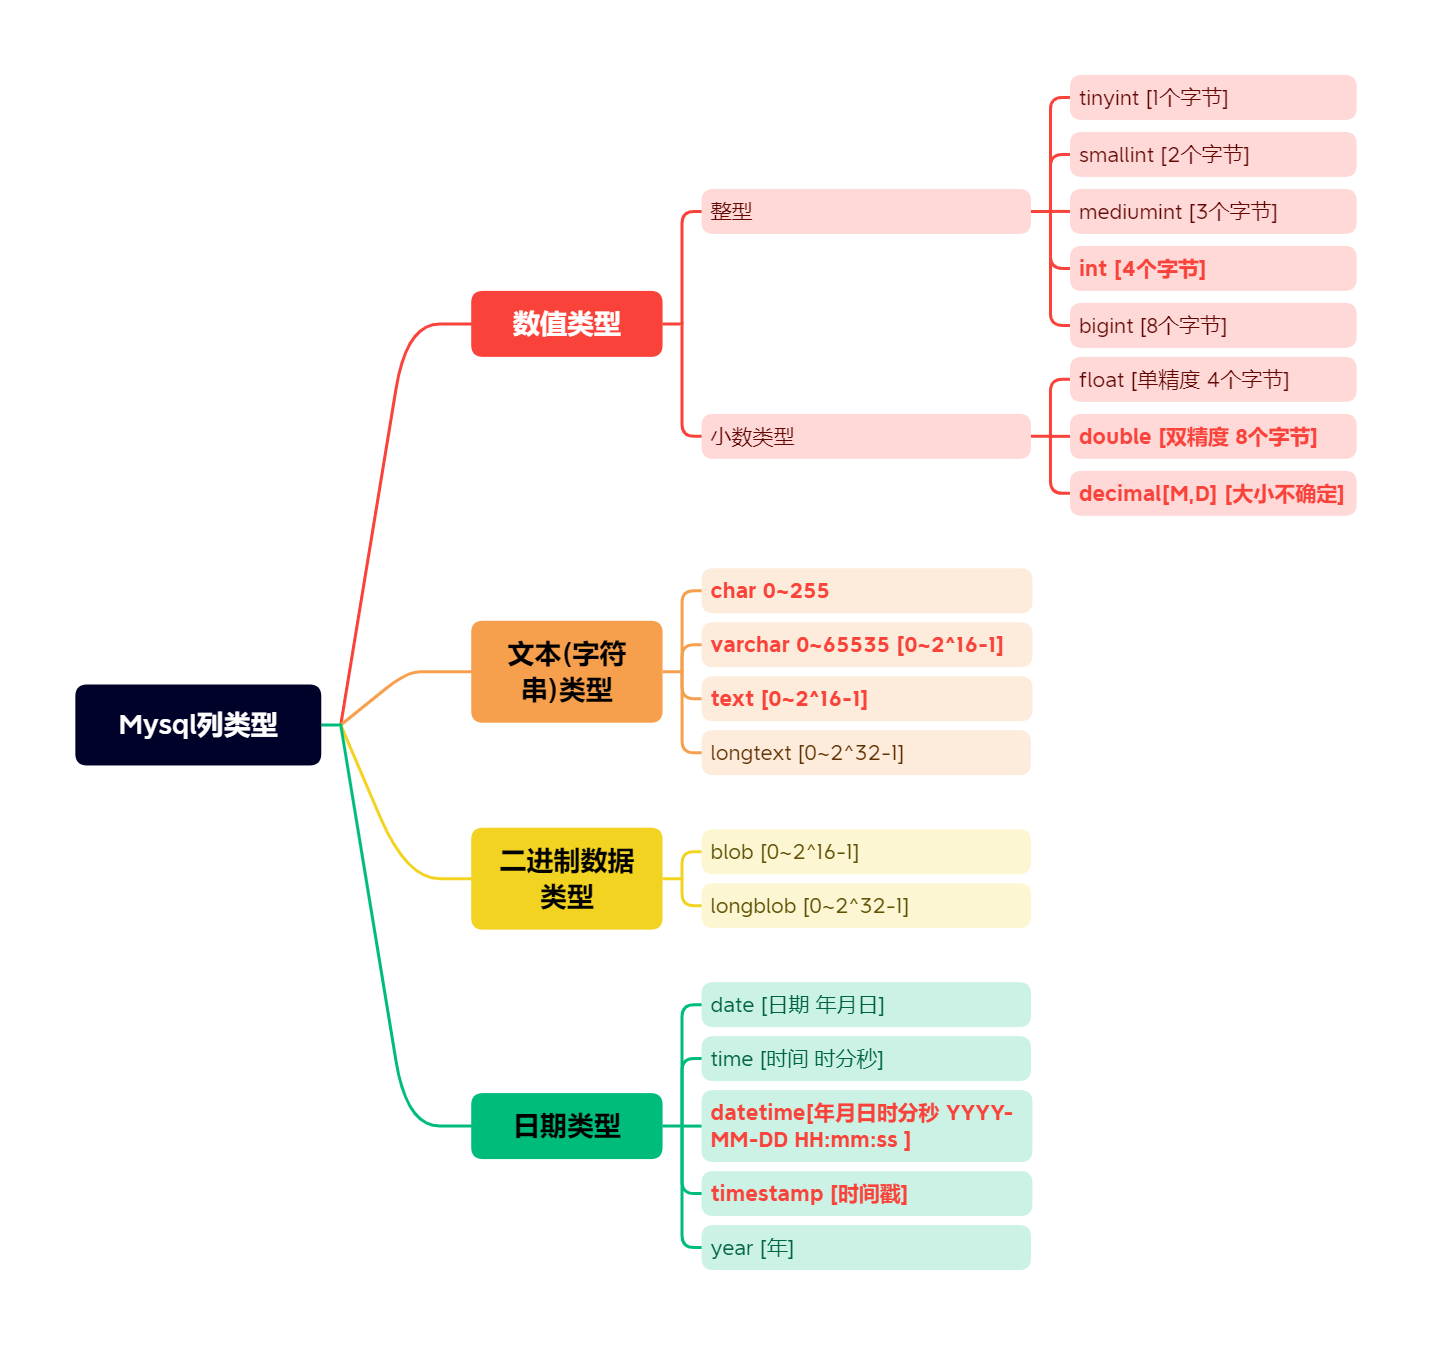 Mysql列类型
数值类型
整型
tinyint [1个字节]
smallint [2个字节]
mediumint [3个字节]
int [4个字节]
bigint [8个字节]
小数类型
float [单精度 4个字节]
double [双精度 8个字节]
decimal[M,D] [大小不确定]
文本(字符
串)类型
char 0~255
varchar 0~65535 [0~2^16-1]
text [0~2^16-1]
longtext [0~2^32-1]
二进制数据
类型
blob [0~2^16-1]
longblob [0~2^32-1]
日期类型
date [日期 年月日]
time [时间 时分秒]
datetime[年月日时分秒 YYYY-
MM-DD HH:mm:ss ]
timestamp [时间戳]
year [年]